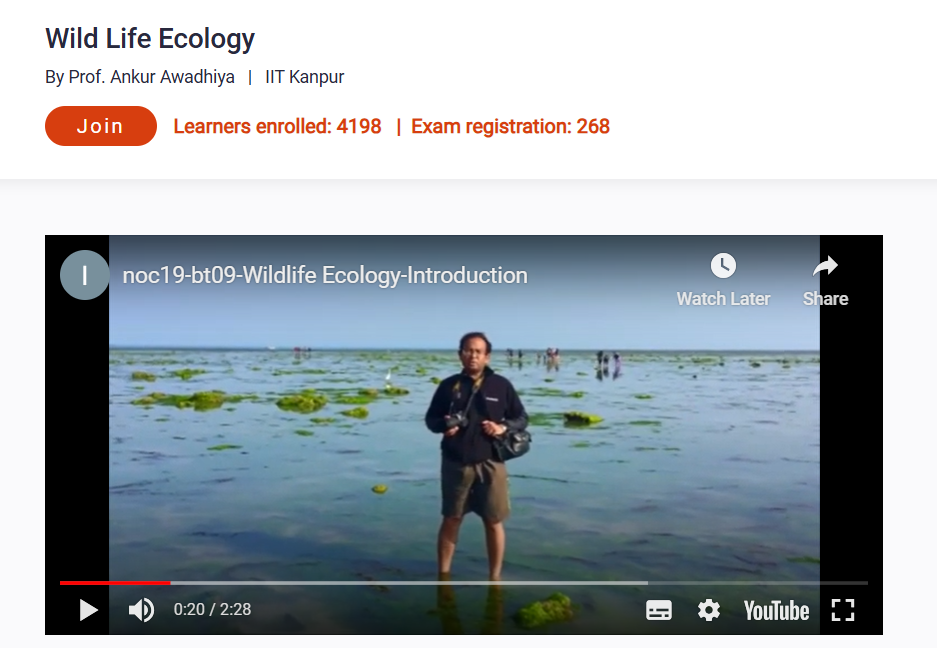 Wild Life Ecology
By Prof. Ankur Awadhiya | IIT Kanpur
Join Learners enrolled: 4198 | Exam registration: 268
I noc19-bt09-Wildlife Ecology-Introduction
Watch Later Share
0:20 / 2:28 YouTube